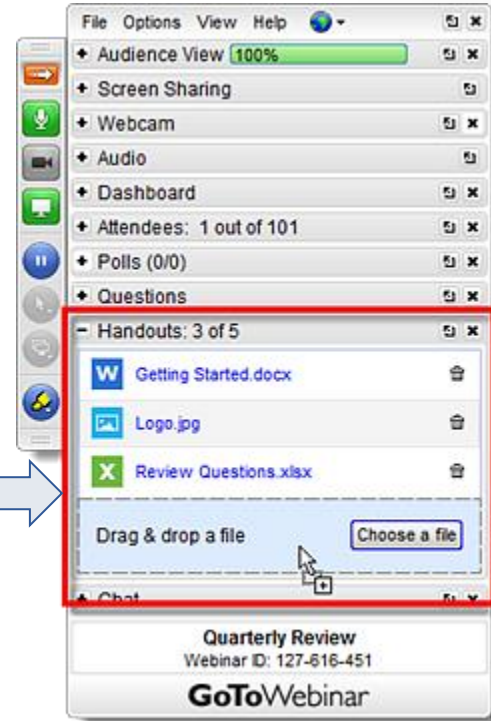 File Options View Help
Audience View 100%
Screen Sharing
Webcam
Audio
Dashboard
Attendees: 1 out of 101
Polls (0/0)
Questions
Handouts: 3 of 5
W Getting Started.docx
Logo.jpg
X Review Questions.xlsx
Drag & drop a file Choose a file
Chat
Quarterly Review
Webinar ID: 127-616-451
GoToWebinar